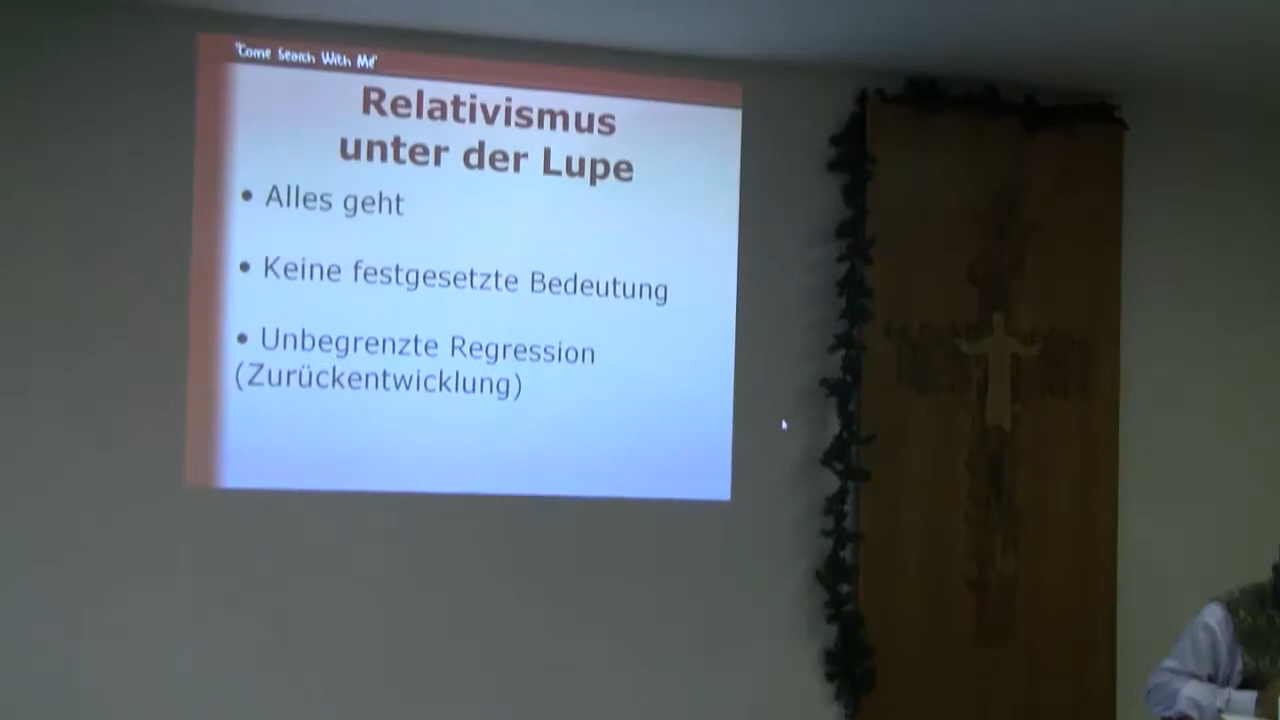 "Come Search With Me"
Relativismus
unter der Lupe
• Alles geht
• Keine festgesetzte Bedeutung
• Unbegrenzte Regression
(Zurückentwicklung)